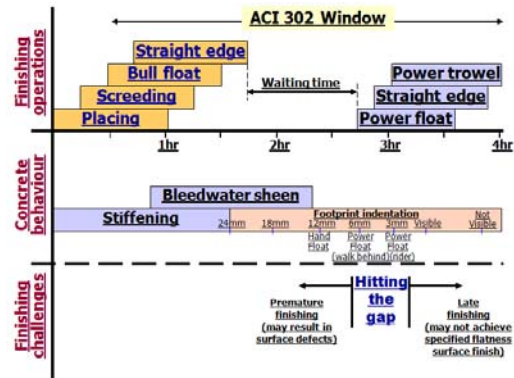 ACI 302 Window
Finishing
operations
Straight edge
Bull float
Screeding
Placing
Waiting time
Power trowel
Straight edge
Power float
1hr
2hr
3hr
4hr
Concrete
behaviour
Bleedwater sheen
Stiffening
Footprint indentation
24mm
18mm
12mm
6mm
3mm
Visible
Not
Visible
Hand
Float
Power
Float
(walk behind)
Power
Float
(rider)
Finishing
challenges
Premature
finishing
(may result in
surface defects)
Hitting
the
gap
Late
finishing
(may not achieve
specified flatness
surface finish)